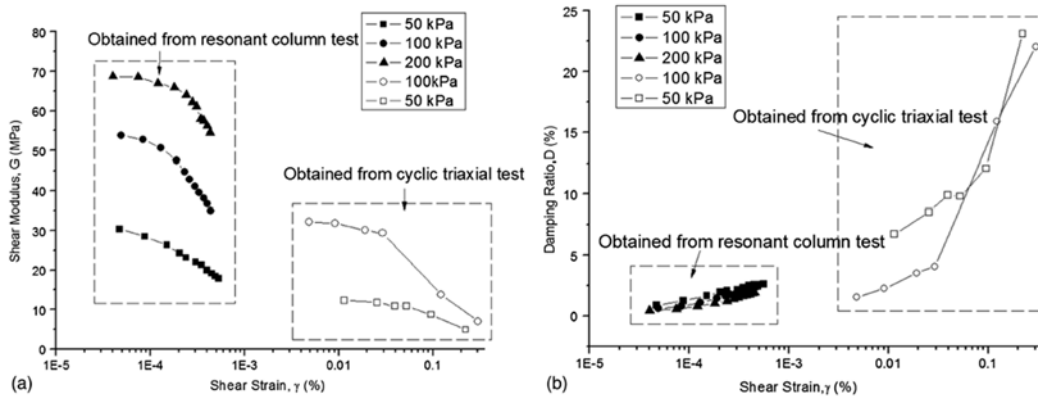 50 kPa
100 kPa
200 kPa
100kPa
50 kPa
Obtained from resonant column test
Obtained from cyclic triaxial test
Shear Modulus, G (MPa)
80
70
60
50
40
30
20
10
0
1E-5
1E-4
1E-3
0.01
0.1
Shear Strain, γ (%)
(a)
50 kPa
100 kPa
200 kPa
100 kPa
50 kPa
Obtained from cyclic triaxial test
Obtained from resonant column test
Damping Ratio,D (%)
25
20
15
10
5
0
1E-5
1E-4
1E-3
0.01
0.1
Shear Strain, γ (%)
(b)